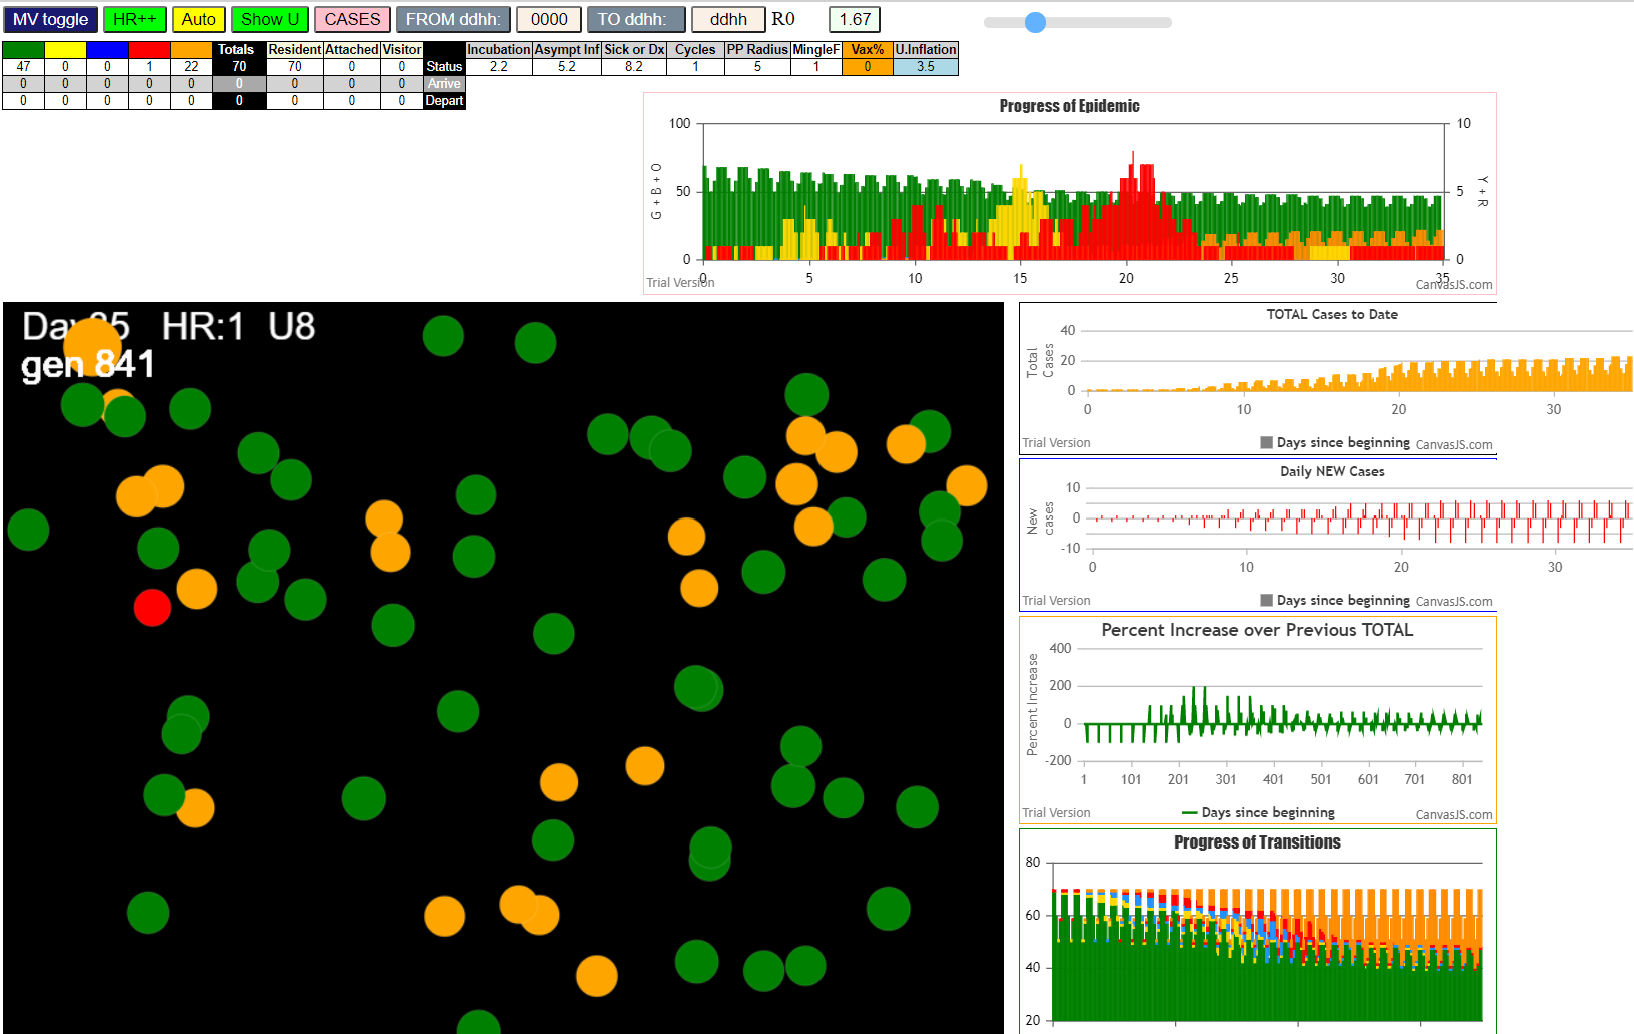 MV toggle HR++ Auto Show U CASES FROM ddhh: 0000 TO ddhh: ddhh R0 1.67
Totals Resident Attached Visitor Incubation Asympt Inf Sick or Dx Cycles PP Radius MingleF Vax% U.Inflation
47 0 0 1 22 70 70 0 0 Status 2.2 5.2 8.2 1 5 1 0 3.5
0 0 0 0 0 0 0 0 0 Arrive
0 0 0 0 0 0 0 0 0 Depart
Progress of Epidemic
100 10
G + B + O
50 5
Y + R
0 0
0 5 10 15 20 25 30 35
Trial Version CanvasJS.com
Day35 HR:1 U8
gen 841
TOTAL Cases to Date
Total Cases
40
20
0
0 10 20 30
Days since beginning
Trial Version CanvasJS.com
Daily NEW Cases
New cases
10
0
-10
0 10 20 30
Days since beginning
Trial Version CanvasJS.com
Percent Increase over Previous TOTAL
Percent Increase
400
200
0
-200
1 101 201 301 401 501 601 701 801
Days since beginning
Trial Version CanvasJS.com
Progress of Transitions
80
60
40
20